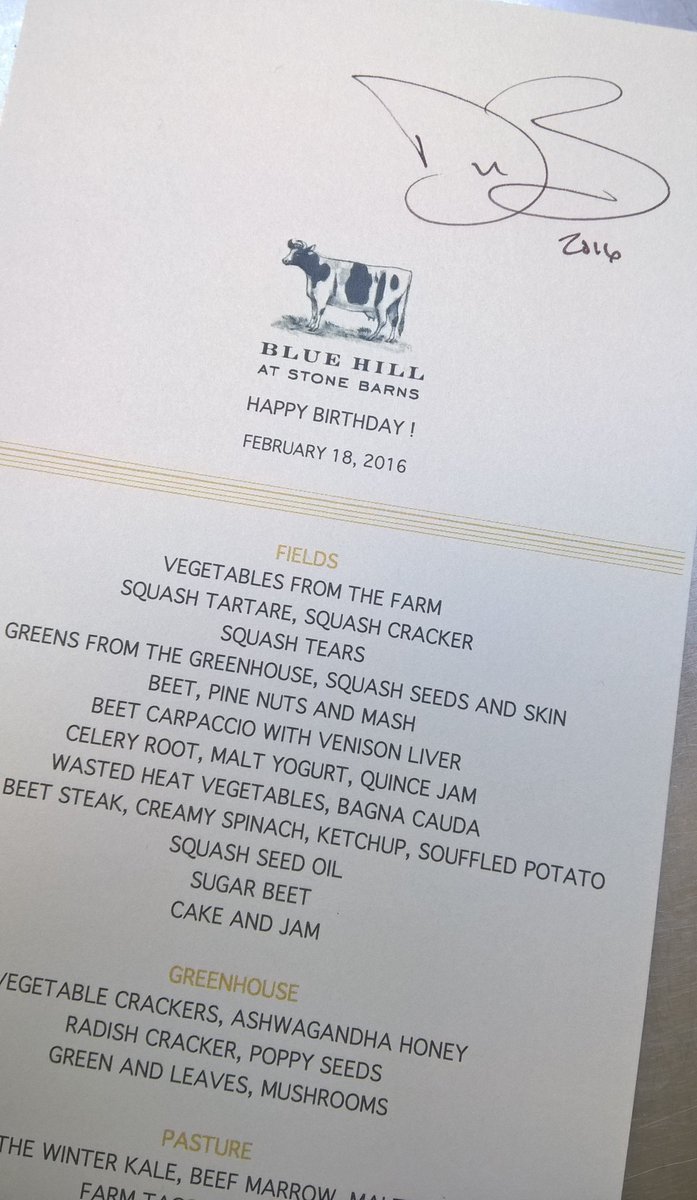 2016
BLUE HILL
AT STONE BARNS
HAPPY BIRTHDAY !
FEBRUARY 18, 2016
FIELDS
VEGETABLES FROM THE FARM
SQUASH TARTARE, SQUASH CRACKER
SQUASH TEARS
GREENS FROM THE GREENHOUSE, SQUASH SEEDS AND SKIN
BEET, PINE NUTS AND MASH
BEET CARPACCIO WITH VENISON LIVER
CELERY ROOT, MALT YOGURT, QUINCE JAM
WASTED HEAT VEGETABLES, BAGNA CAUDA
BEET STEAK, CREAMY SPINACH, KETCHUP, SOUFFLED POTATO
SQUASH SEED OIL
SUGAR BEET
CAKE AND JAM
GREENHOUSE
VEGETABLE CRACKERS, ASHWAGANDHA HONEY
RADISH CRACKER, POPPY SEEDS
GREEN AND LEAVES, MUSHROOMS
PASTURE
THE WINTER KALE, BEEF MARROW,
FARM